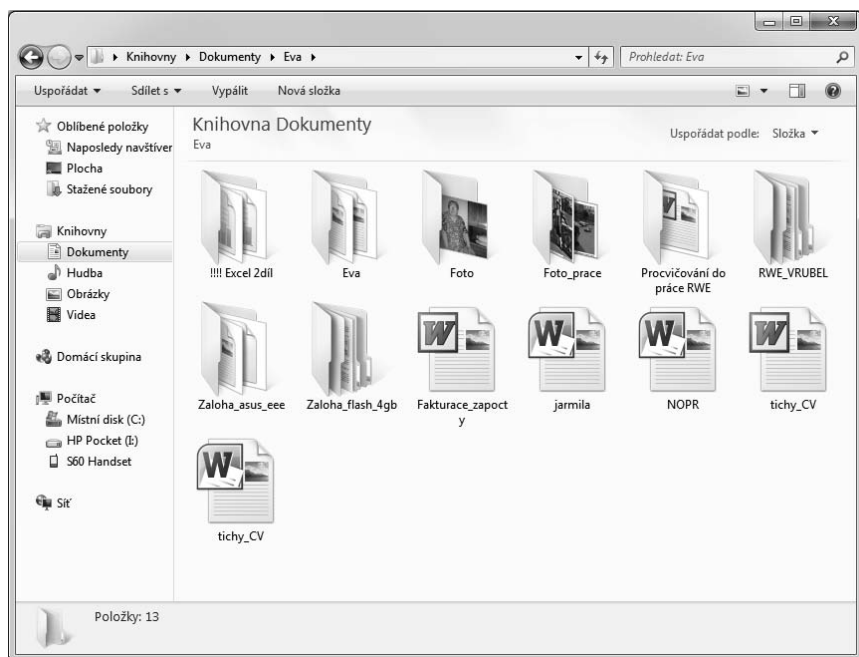 Knihovny ▸ Dokumenty ▸ Eva ▸
Prohledat: Eva
Uspořádat
Sdílet s
Vypálit
Nová složka
Oblíbené položky
Naposledy navštíver
Plocha
Stažené soubory
Knihovny
Dokumenty
Hudba
Obrázky
Videa
Domácí skupina
Počítač
Místní disk (C:)
HP Pocket (I:)
S60 Handset
Síť
Knihovna Dokumenty
Eva
Uspořádat podle: Složka
!!!! Excel 2díl
Eva
Foto
Foto_prace
Procvičování do
práce RWE
RWE_VRUBEL
Zaloha_asus_eee
Zaloha_flash_4gb
Fakturace_zapoct
y
jarmila
NOPR
tichy_CV
tichy_CV
Položky: 13